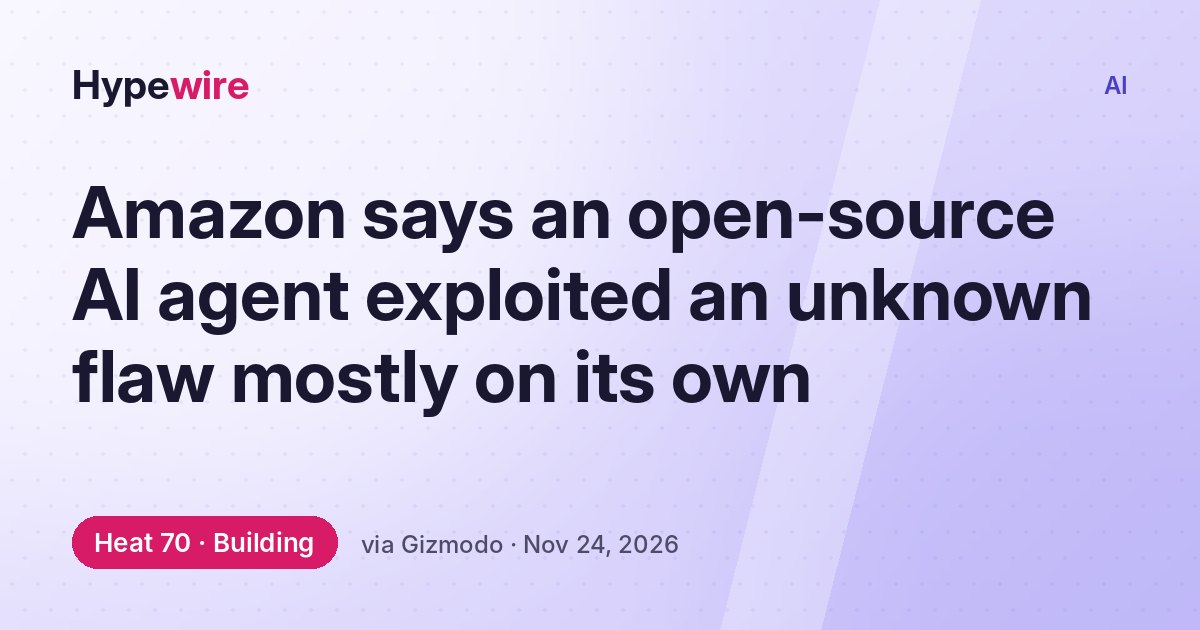 Hypewire
AI
Amazon says an open-source
AI agent exploited an unknown
flaw mostly on its own
Heat 70 · Building
via Gizmodo · Nov 24, 2026